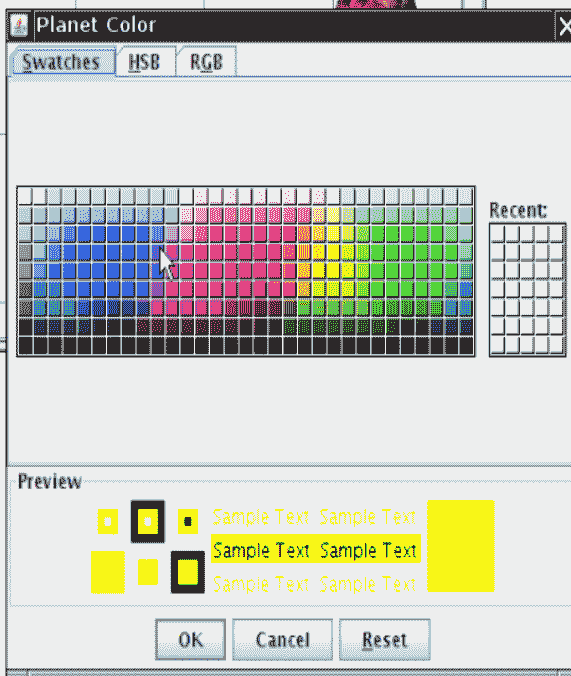 Planet Color
Swatches HSB RGB
Recent:
Preview
Sample Text Sample Text
Sample Text Sample Text
Sample Text Sample Text
OK Cancel Reset